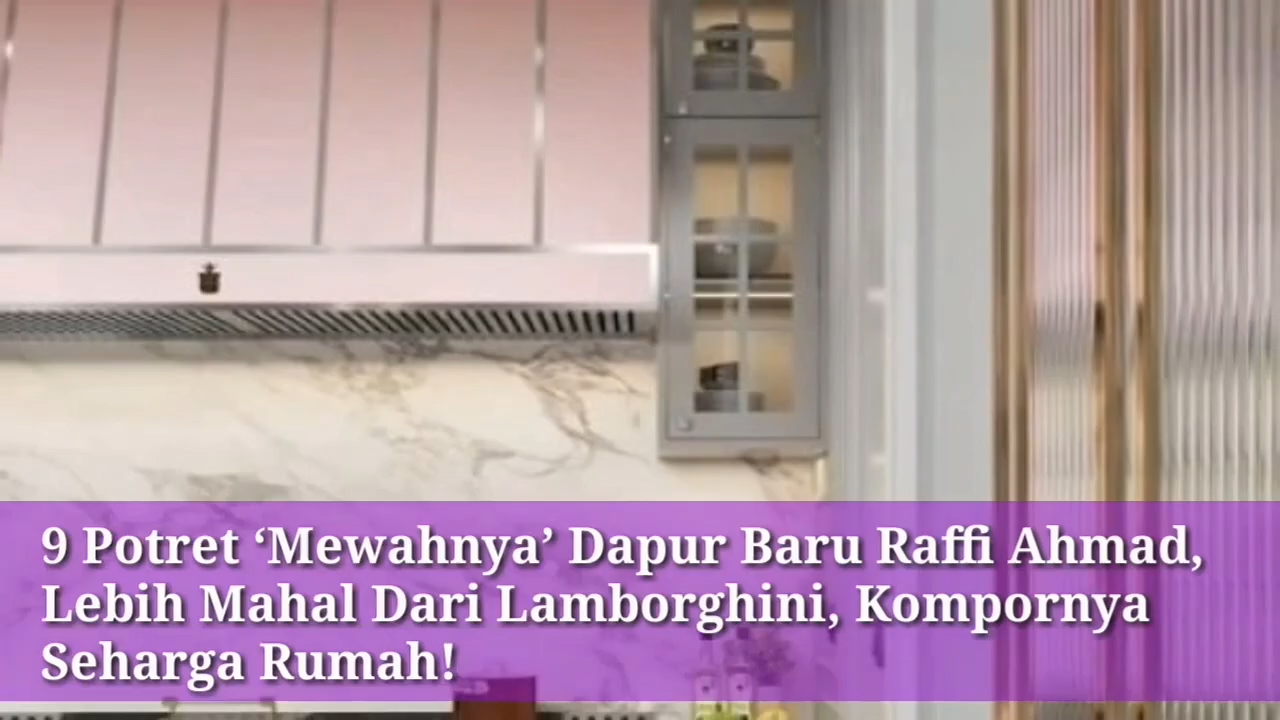 9 Potret ‘Mewahnya’ Dapur Baru Raffi Ahmad,
Lebih Mahal Dari Lamborghini, Kompornya
Seharga Rumah!